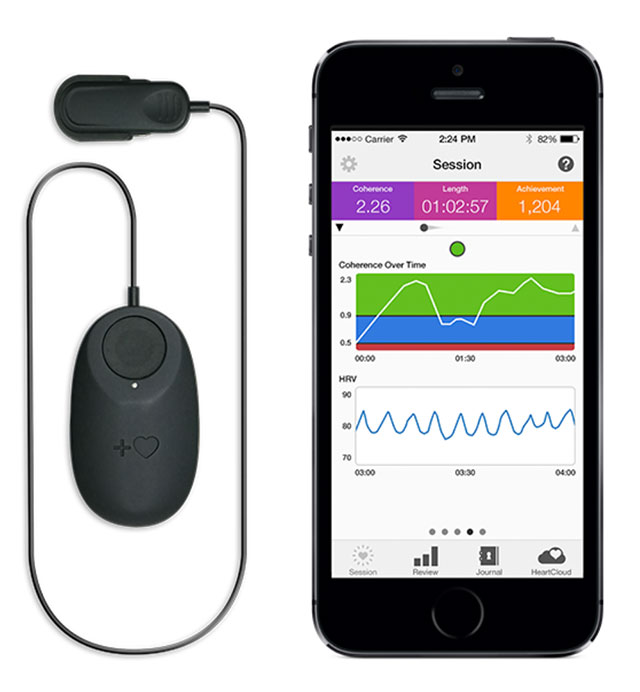 ●●●○○ Carrier 2:24 PM 82%
Session
?
Coherence Length Achievement
2.26 01:02:57 1,204
Coherence Over Time
2.3
0.9
0.5
00:00 01:30 03:00
HRV
90
80
70
03:00 03:30 04:00
Session Review Journal HeartCloud